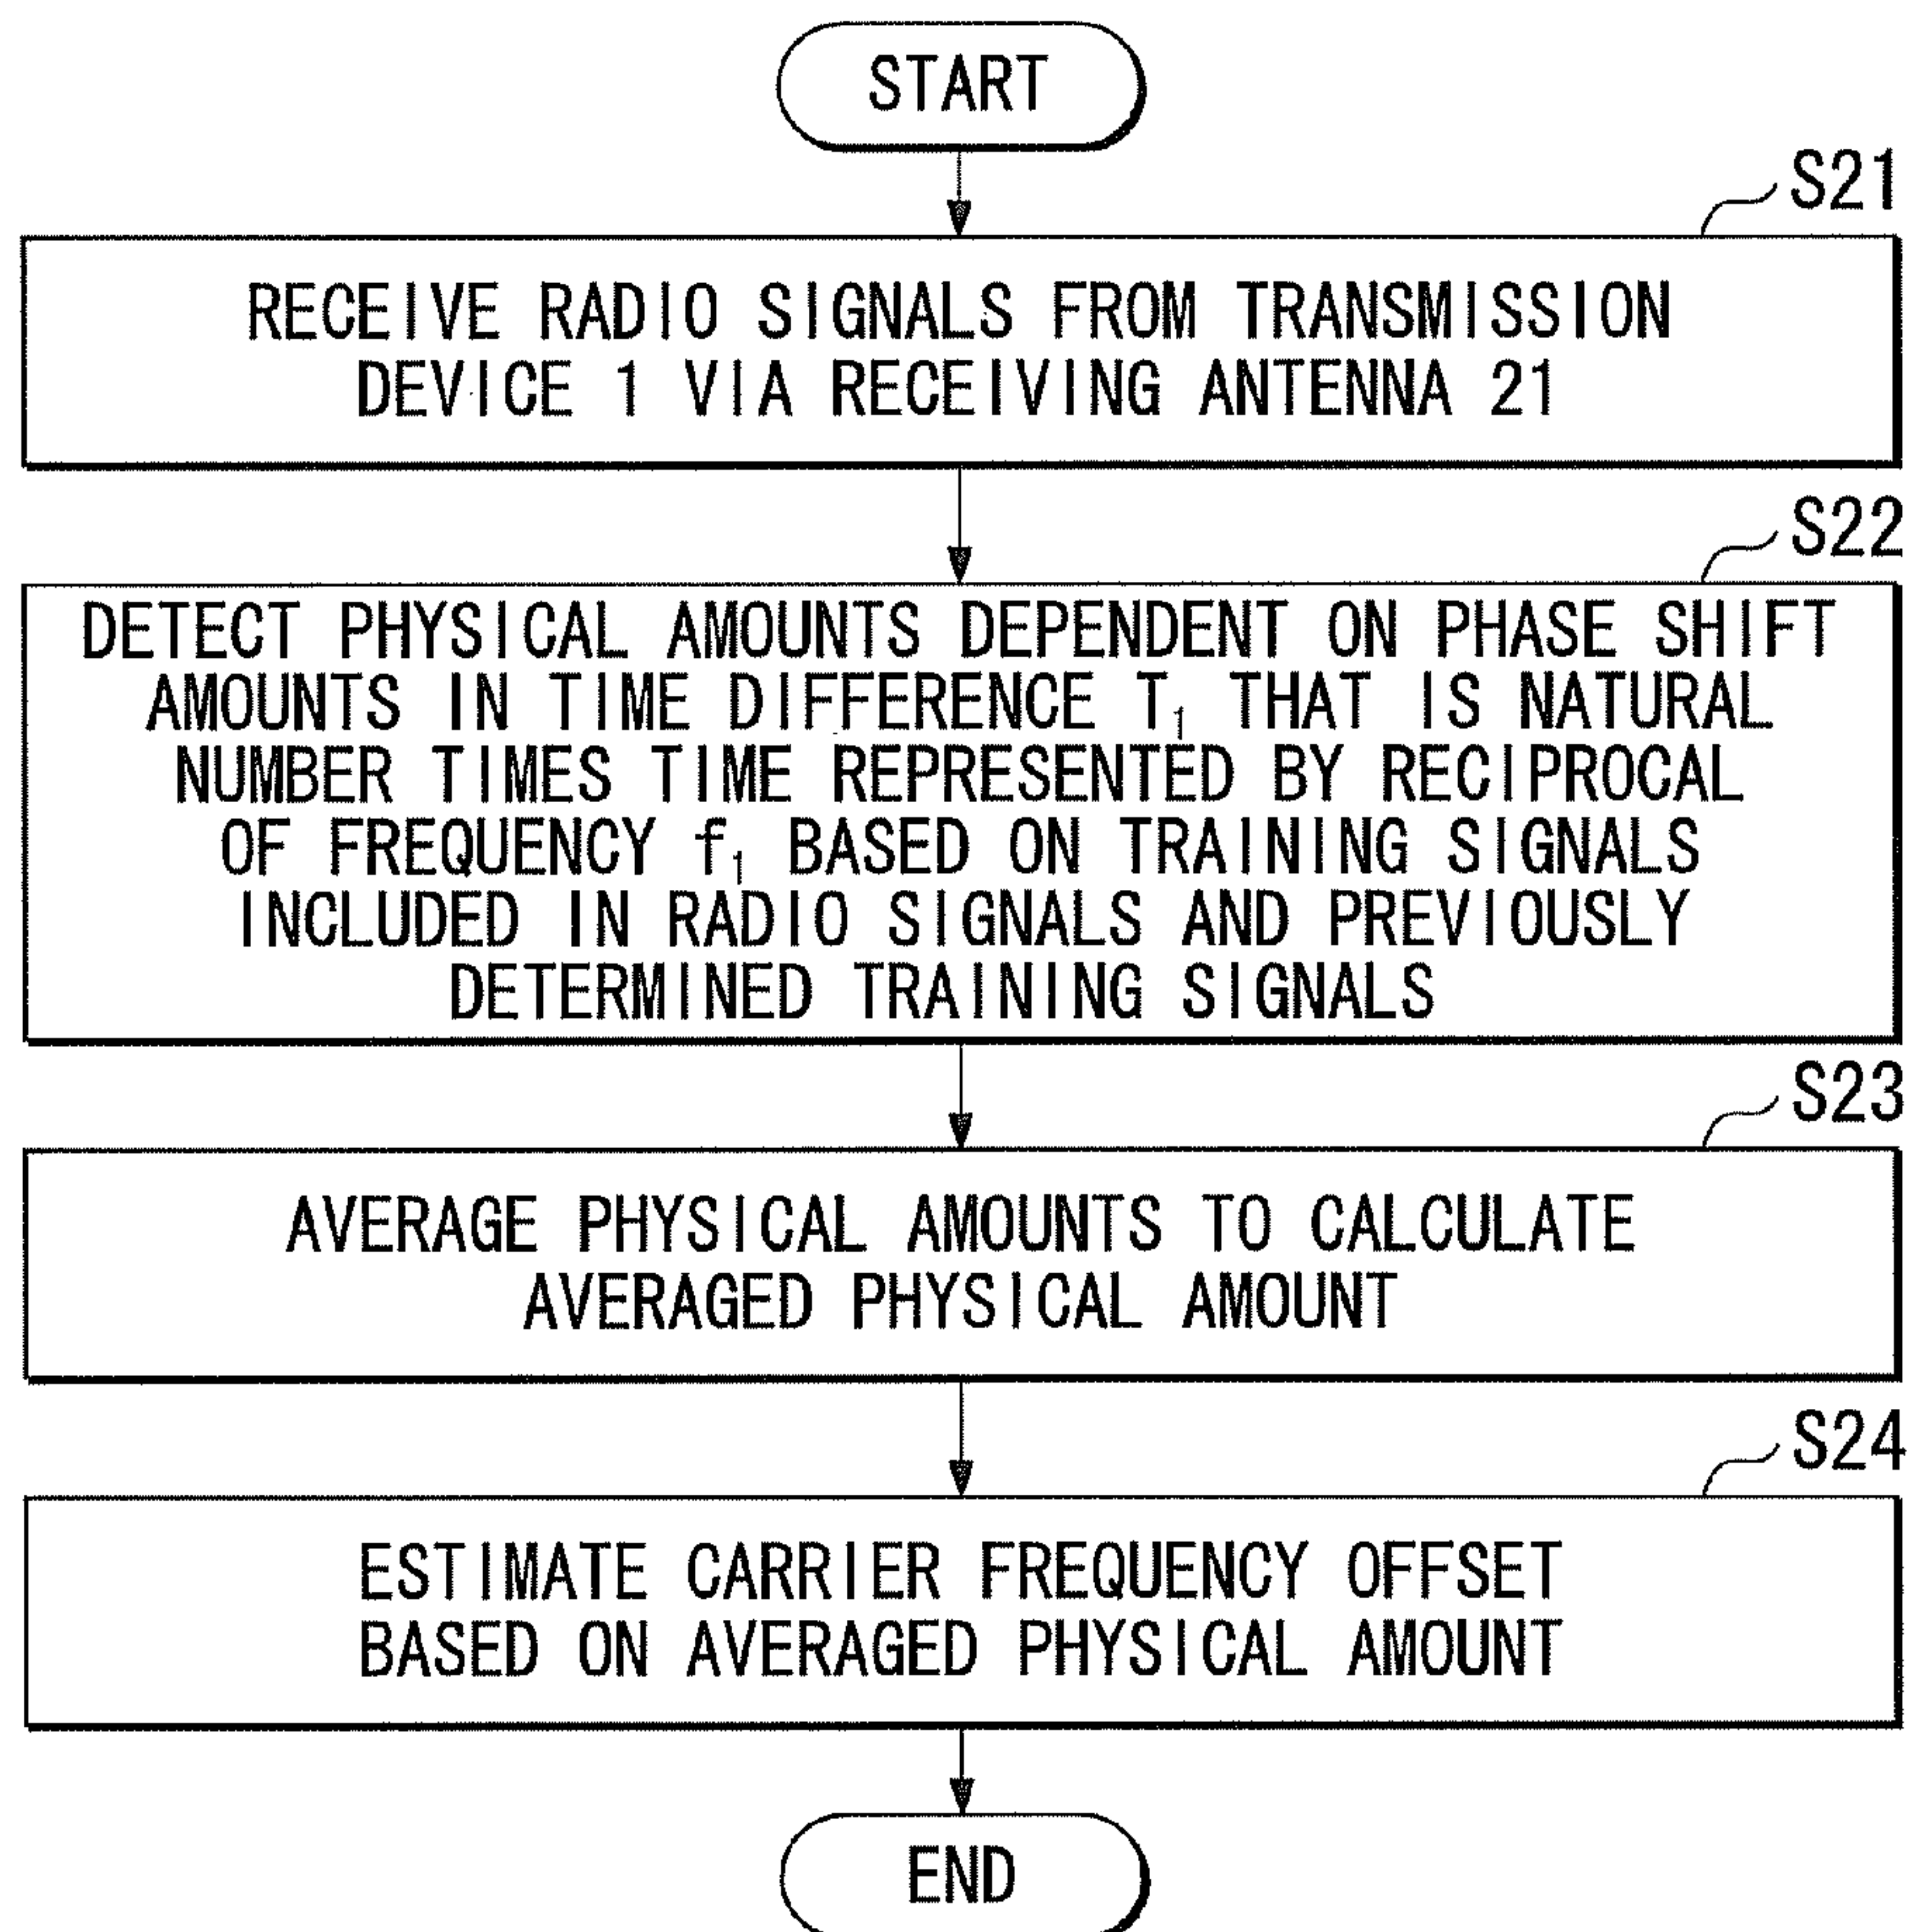 START
S21
RECEIVE RADIO SIGNALS FROM TRANSMISSION
DEVICE 1 VIA RECEIVING ANTENNA 21
S22
DETECT PHYSICAL AMOUNTS DEPENDENT ON PHASE SHIFT
AMOUNTS IN TIME DIFFERENCE T₁ THAT IS NATURAL
NUMBER TIMES TIME REPRESENTED BY RECIPROCAL
OF FREQUENCY f₁ BASED ON TRAINING SIGNALS
INCLUDED IN RADIO SIGNALS AND PREVIOUSLY
DETERMINED TRAINING SIGNALS
S23
AVERAGE PHYSICAL AMOUNTS TO CALCULATE
AVERAGED PHYSICAL AMOUNT
S24
ESTIMATE CARRIER FREQUENCY OFFSET
BASED ON AVERAGED PHYSICAL AMOUNT
END